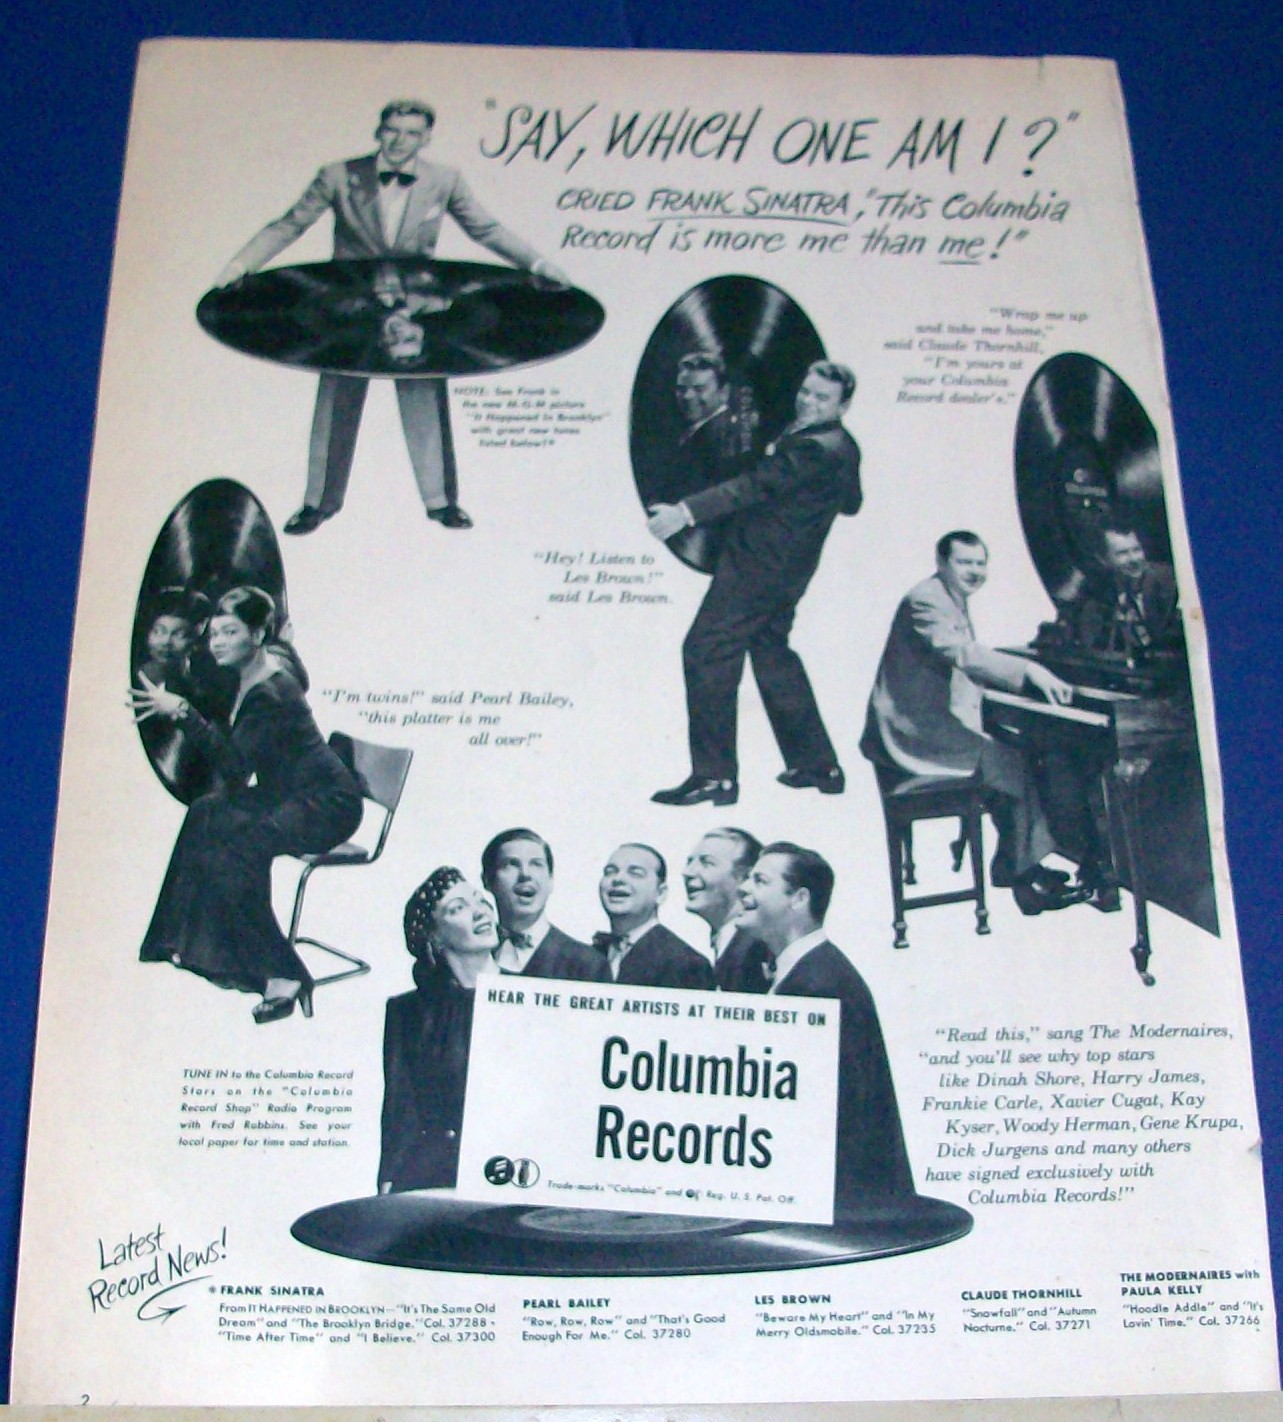 "SAY, WHICH ONE AM I?"
CRIED FRANK SINATRA, "This Columbia
Record is more me than me!"
NOTE: See Frank in
the new M-G-M picture
"It Happened in Brooklyn"
with great new tunes
listed below!*
"Wrap me up
and take me home,"
said Claude Thornhill,
"I'm yours at
your Columbia
Record dealer's."
"Hey! Listen to
Les Brown!"
said Les Brown.
"I'm twins!" said Pearl Bailey,
"this platter is me
all over!"
HEAR THE GREAT ARTISTS AT THEIR BEST ON
Columbia
Records
Trade-marks "Columbia" and Reg. U. S. Pat. Off.
TUNE IN to the Columbia Record
Stars on the "Columbia
Record Shop" Radio Program
with Fred Robbins. See your
local paper for time and station.
"Read this," sang The Modernaires,
"and you'll see why top stars
like Dinah Shore, Harry James,
Frankie Carle, Xavier Cugat, Kay
Kyser, Woody Herman, Gene Krupa,
Dick Jurgens and many others
have signed exclusively with
Columbia Records!"
Latest
Record News!
* FRANK SINATRA
From IT HAPPENED IN BROOKLYN—"It's The Same Old
Dream" and "The Brooklyn Bridge." Col. 37288 •
"Time After Time" and "I Believe." Col. 37300
PEARL BAILEY
"Row, Row, Row" and "That's Good
Enough For Me." Col. 37280
LES BROWN
"Beware My Heart" and "In My
Merry Oldsmobile." Col. 37235
CLAUDE THORNHILL
"Snowfall" and "Autumn
Nocturne." Col. 37271
THE MODERNAIRES with
PAULA KELLY
"Hoodle Addle" and "It's
Lovin' Time." Col. 37266
2